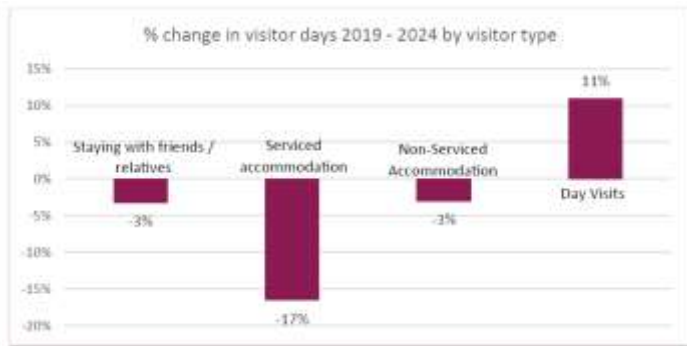 % change in visitor days 2019 - 2024 by visitor type
15%
10%
5%
0%
-5%
-10%
-15%
-20%
Staying with friends /
relatives
-3%
Serviced
accommodation
-17%
Non-Serviced
Accommodation
-3%
11%
Day Visits